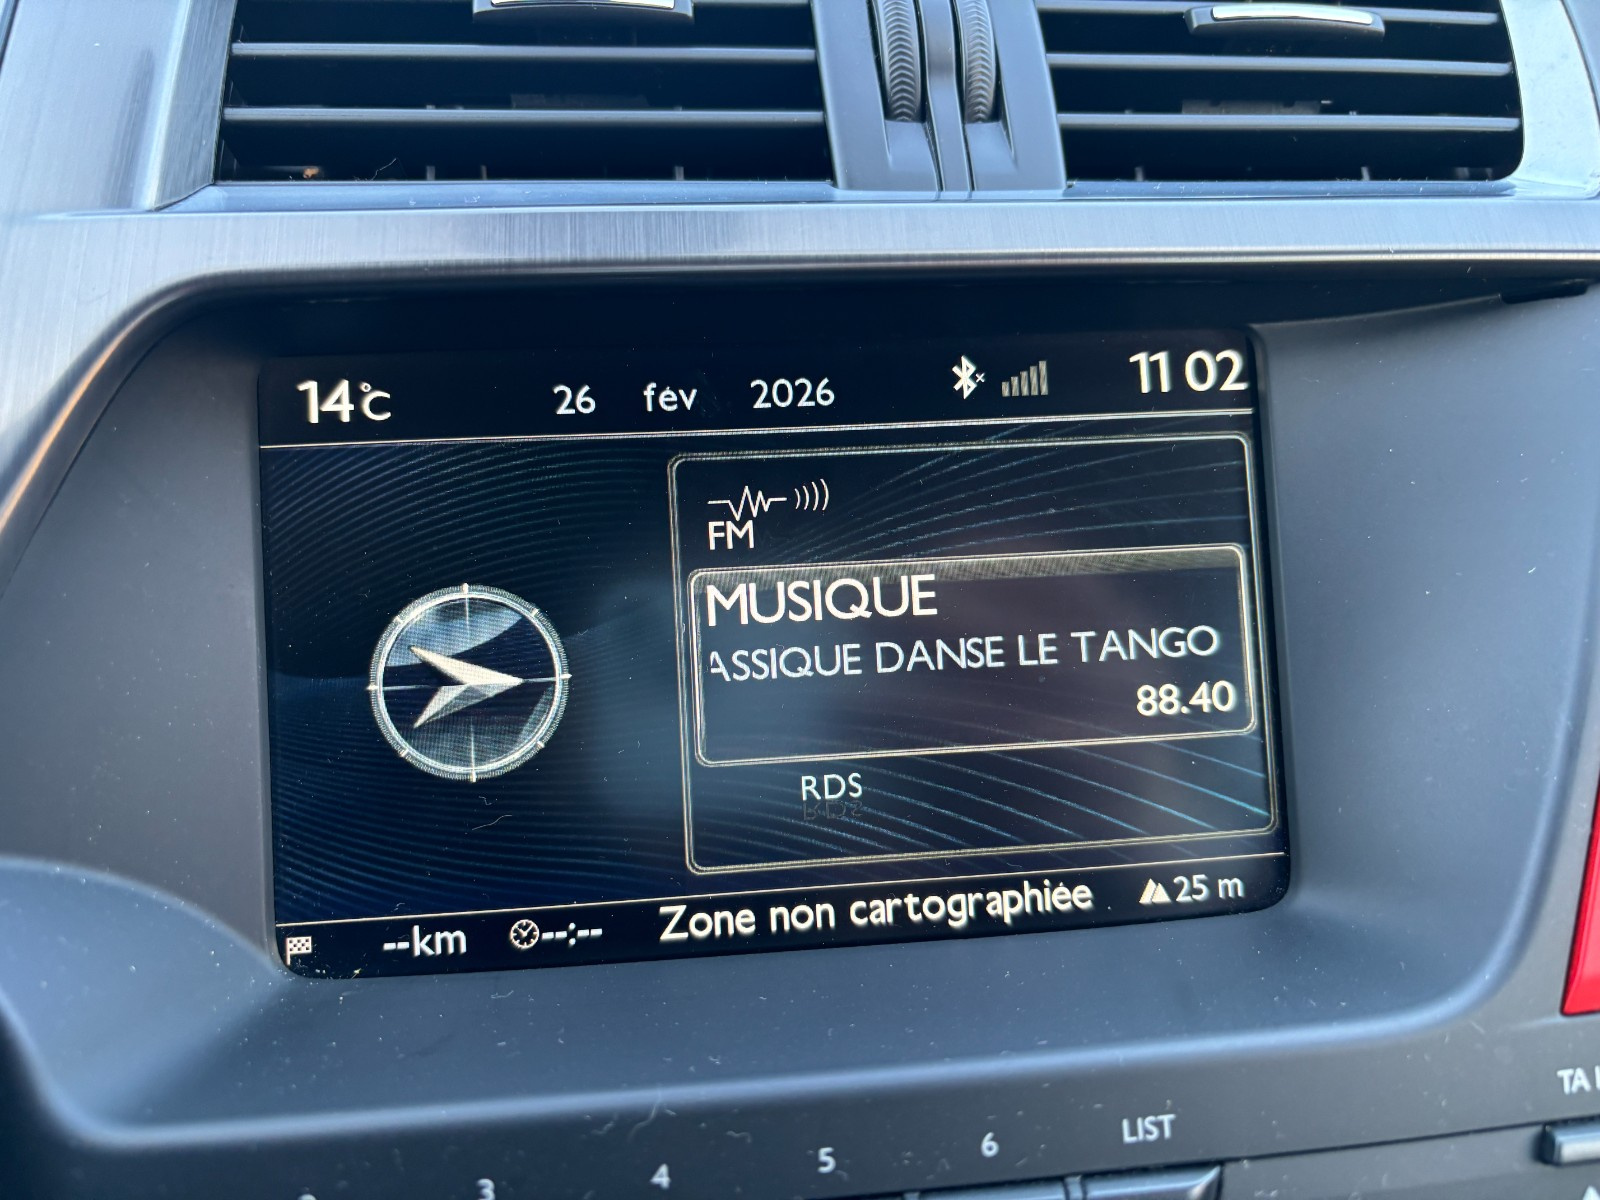 14°C 26 fév 2026 11 02
FM
MUSIQUE
ASSIQUE DANSE LE TANGO
88.40
RDS
--km --:-- Zone non cartographiée 25 m
TA
LIST
6
5
4
3